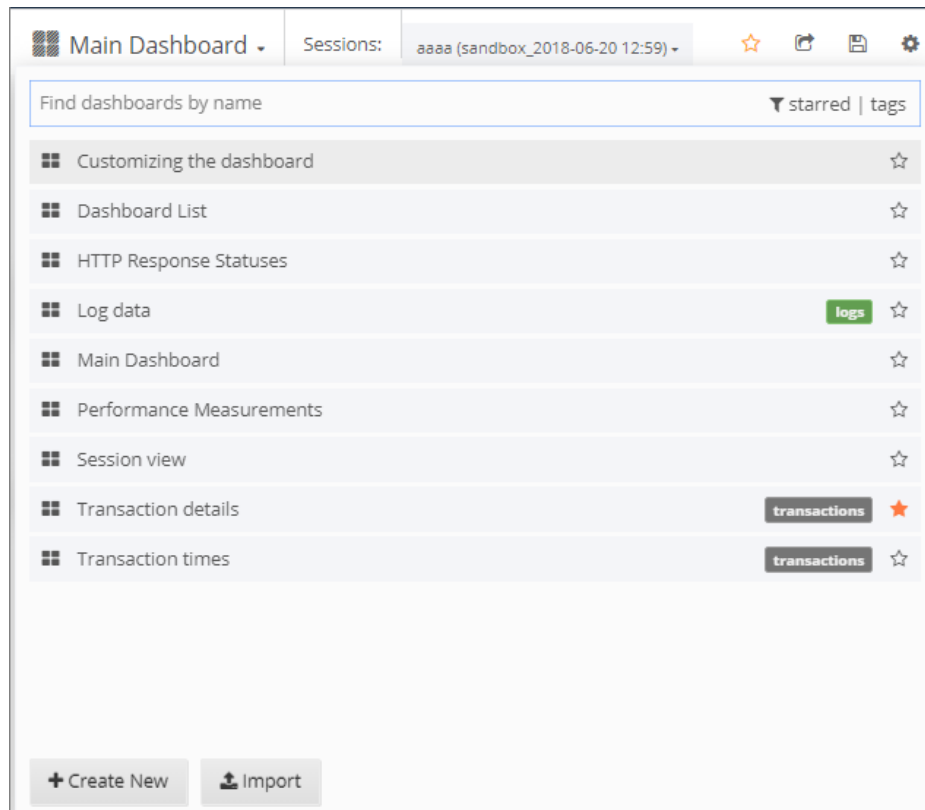 Main Dashboard Sessions: aaaa (sandbox_2018-06-20 12:59)
Find dashboards by name starred | tags
Customizing the dashboard
Dashboard List
HTTP Response Statuses
Log data logs
Main Dashboard
Performance Measurements
Session view
Transaction details transactions
Transaction times transactions
Create New Import